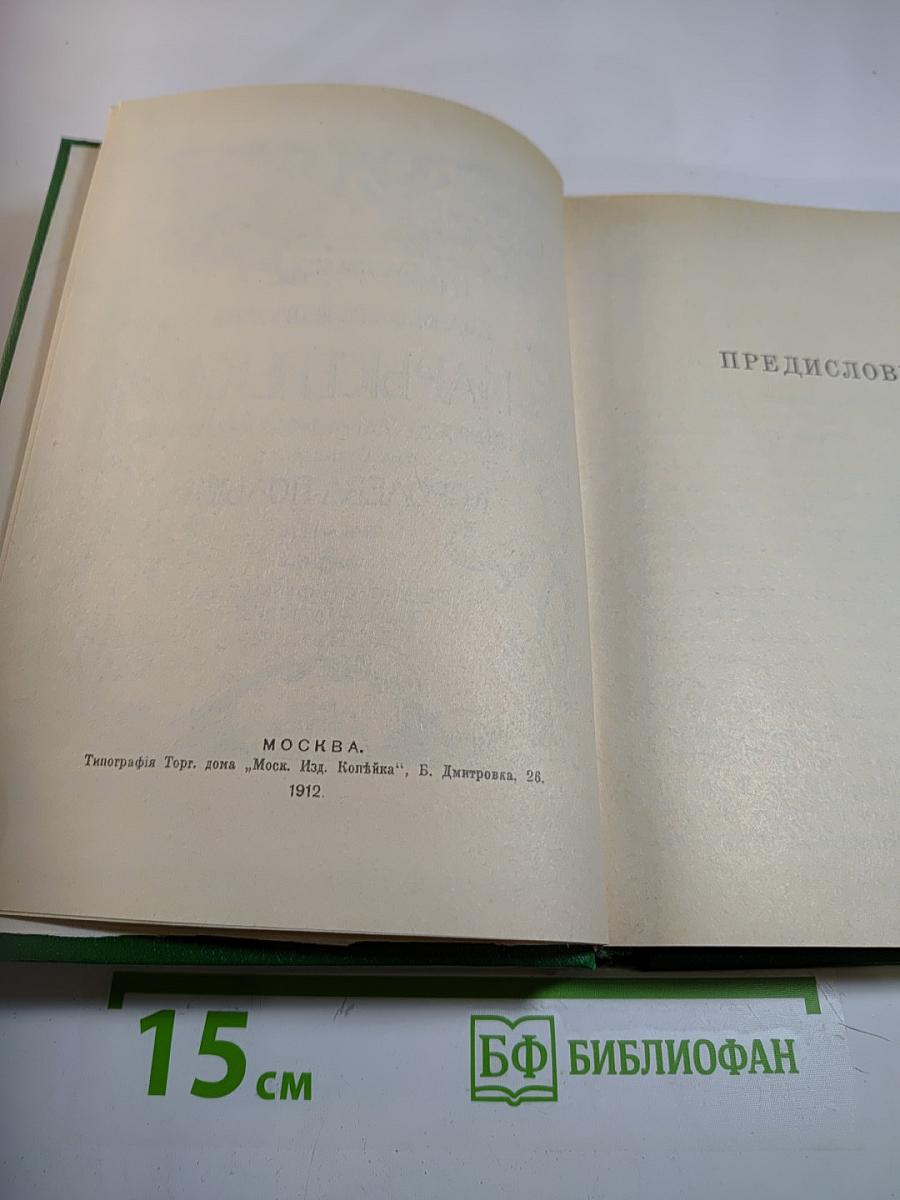 МОСКВА.
Типографія Торг. дома „Моск. Изд. Копѣйка“, Б. Дмитровка, 26.
1912.
ПРЕДИСЛОВ
15 см
БФ БИБЛИОФАН